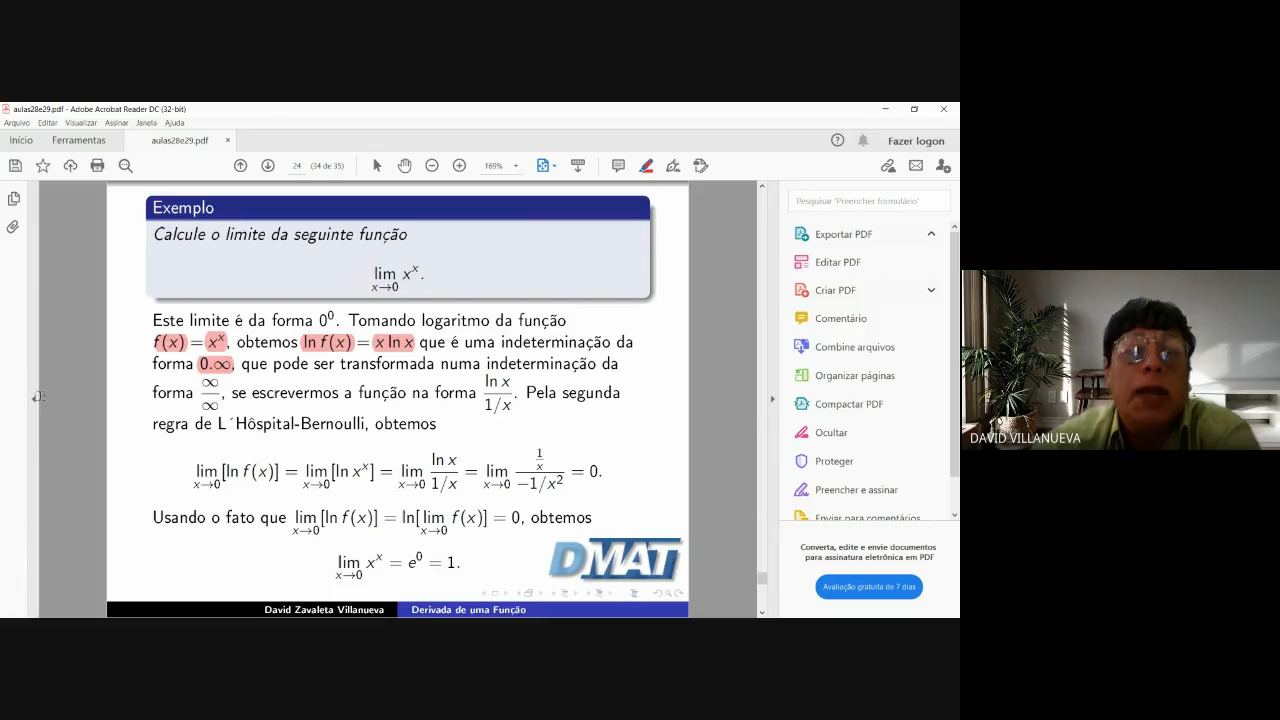 aulas28e29.pdf - Adobe Acrobat Reader DC (32-bit)
Arquivo Editar Visualizar Assinar Janela Ajuda
Início Ferramentas aulas28e29.pdf × Fazer logon
24 (34 de 35) 169%
Exemplo
Calcule o limite da seguinte função
lim x→0 x^x.
Este limite é da forma 0^0. Tomando logaritmo da função
f(x) = x^x, obtemos ln f(x) = x ln x que é uma indeterminação da
forma 0.∞, que pode ser transformada numa indeterminação da
forma ∞/∞, se escrevermos a função na forma ln x / 1/x. Pela segunda
regra de L´Hôspital-Bernoulli, obtemos
lim x→0 [ln f(x)] = lim x→0 [ln x^x] = lim x→0 ln x / 1/x = lim x→0 1/x / −1/x² = 0.
Usando o fato que lim x→0 [ln f(x)] = ln[lim x→0 f(x)] = 0, obtemos
lim x→0 x^x = e^0 = 1.
DMAT
David Zavaleta Villanueva Derivada de uma Função
Pesquisar 'Preencher formulário'
Exportar PDF
Editar PDF
Criar PDF
Comentário
Combine arquivos
Organizar páginas
Compactar PDF
Ocultar
Proteger
Preencher e assinar
Enviar para comentários
Converta, edite e envie documentos
para assinatura eletrônica em PDF
Avaliação gratuita de 7 dias
DAVID VILLANUEVA